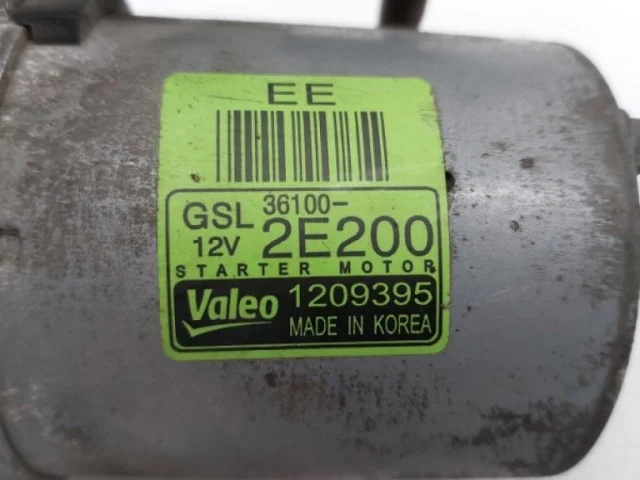 EE
GSL 36100-
12V 2E200
STARTER MOTOR
Valeo 1209395
MADE IN KOREA